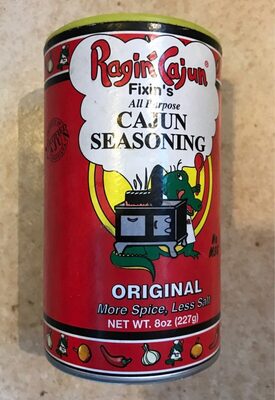 Ragin' Cajun®
Fixin's
All Purpose
CAJUN
SEASONING
ORIGINAL
More Spice, Less Salt
NET WT. 8oz (227g)